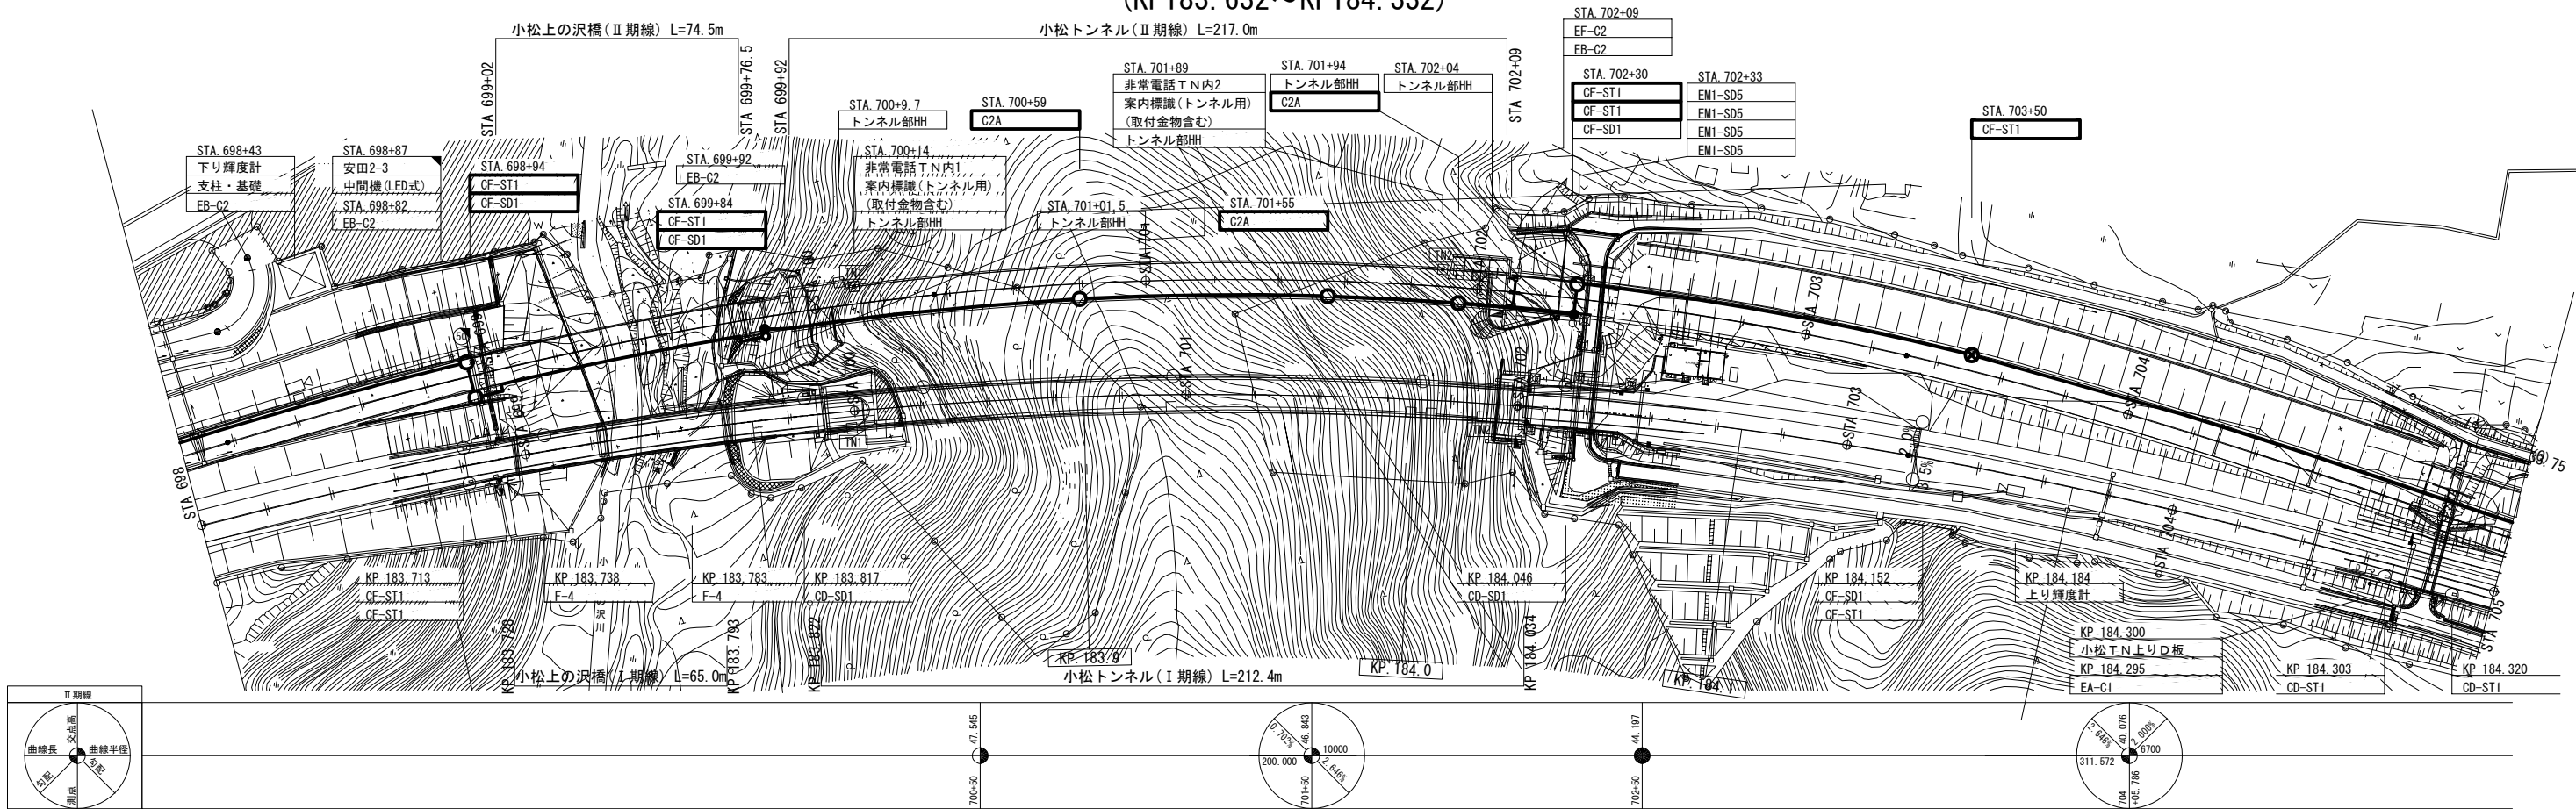 (KP183.632～KP184.332)
小松上の沢橋(Ⅱ期線) L=74.5m
小松トンネル(Ⅱ期線) L=217.0m
STA 699+02
STA 699+76.5
STA 699+92
STA 702+09
STA.698+43
下り輝度計
支柱・基礎
EB-C2
STA.698+87
安田2-3
中間機(LED式)
STA.698+82
EB-C2
STA.698+94
CF-ST1
CF-SD1
STA.699+92
EB-C2
STA.699+84
CF-ST1
CF-SD1
STA.700+9.7
トンネル部HH
STA.700+14
非常電話ＴＮ内1
案内標識(トンネル用)
(取付金物含む)
トンネル部HH
STA.700+59
C2A
STA.701+01.5
トンネル部HH
STA.701+89
非常電話ＴＮ内2
案内標識(トンネル用)
(取付金物含む)
トンネル部HH
STA.701+55
C2A
STA.701+94
トンネル部HH
C2A
STA.702+04
トンネル部HH
STA.702+09
EF-C2
EB-C2
STA.702+30
CF-ST1
CF-ST1
CF-SD1
STA.702+33
EM1-SD5
EM1-SD5
EM1-SD5
EM1-SD5
STA.703+50
CF-ST1
STA 698
STA 699
STA 700
STA 701
STA 701
STA 702
STA 702
STA 703
STA 703
STA 704
STA 704
STA 705
TN1
TN1
TN2
2.0%
KP 183.713
CF-ST1
CF-ST1
KP 183.738
F-4
KP 183.783
F-4
KP 183.817
CD-SD1
KP 184.046
CD-SD1
KP 184.152
CF-SD1
CF-ST1
KP 184.184
上り輝度計
KP 184.300
小松ＴＮ上りＤ板
KP 184.295
EA-C1
KP 184.303
CD-ST1
KP 184.320
CD-ST1
KP 183.728
KP 183.793
KP 183.822
KP 184.034
KP. 183.9
KP. 184.0
KP. 184.1
小松上の沢橋(Ⅰ期線) L=65.0m
小松トンネル(Ⅰ期線) L=212.4m
Ⅱ期線
交点高
曲線長
曲線半径
勾配
勾配
測点
47.545
700+50
0.702%
46.843
10000
200.000
2.646%
701+50
44.197
702+50
2.646%
40.076
2.000%
6700
311.572
704
+05.786